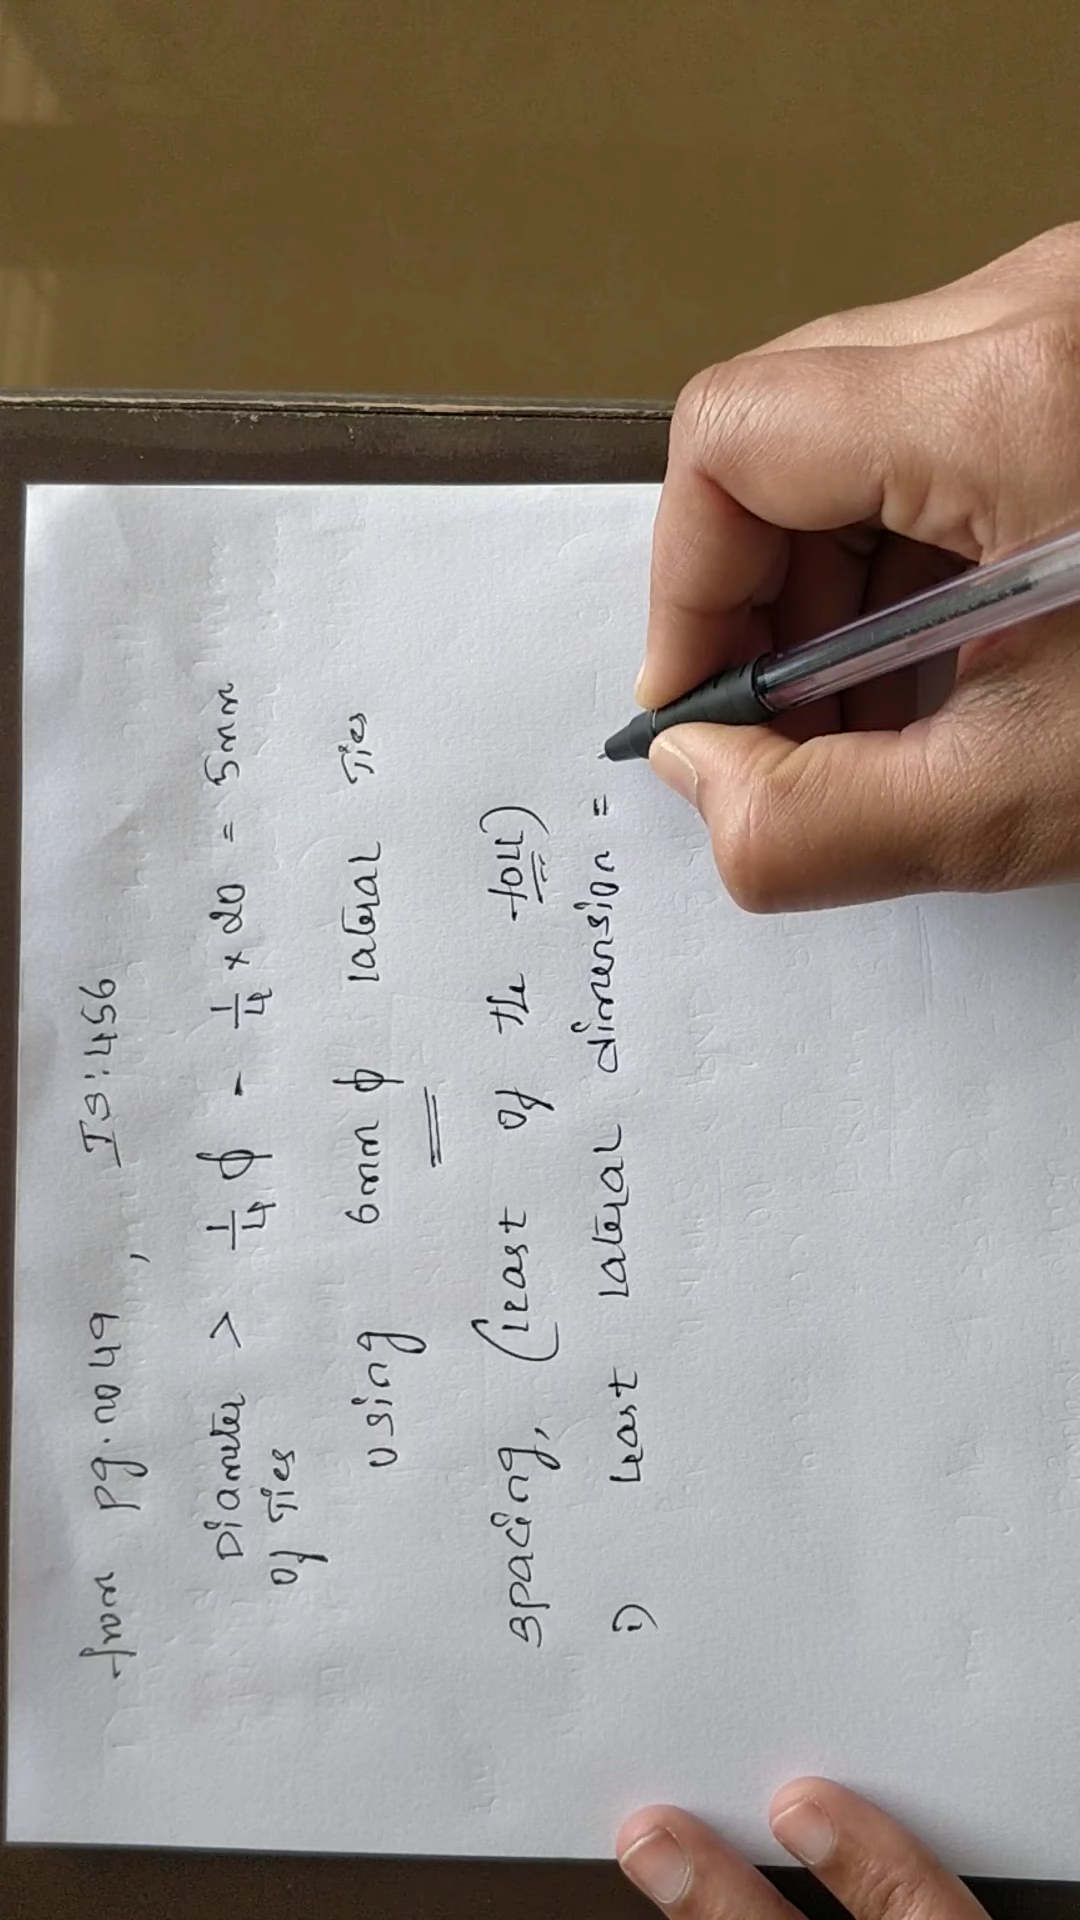 from pg.no 49, IS:456
Diameter > 1/4 φ - 1/4 × 20 = 5mm
of Ties
using 6mm φ lateral Ties
spacing, (least of the foll)
i) least lateral dimension =